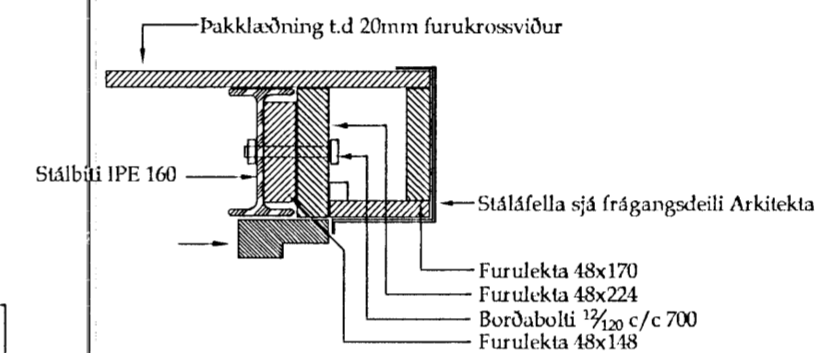 Þakklæðning t.d 20mm furukrossviður
Stálbiti IPE 160
Stáláfella sjá frágangsdeili Arkitekta
Furulekta 48x170
Furulekta 48x224
Borðabolti 12/120 c/c 700
Furulekta 48x148